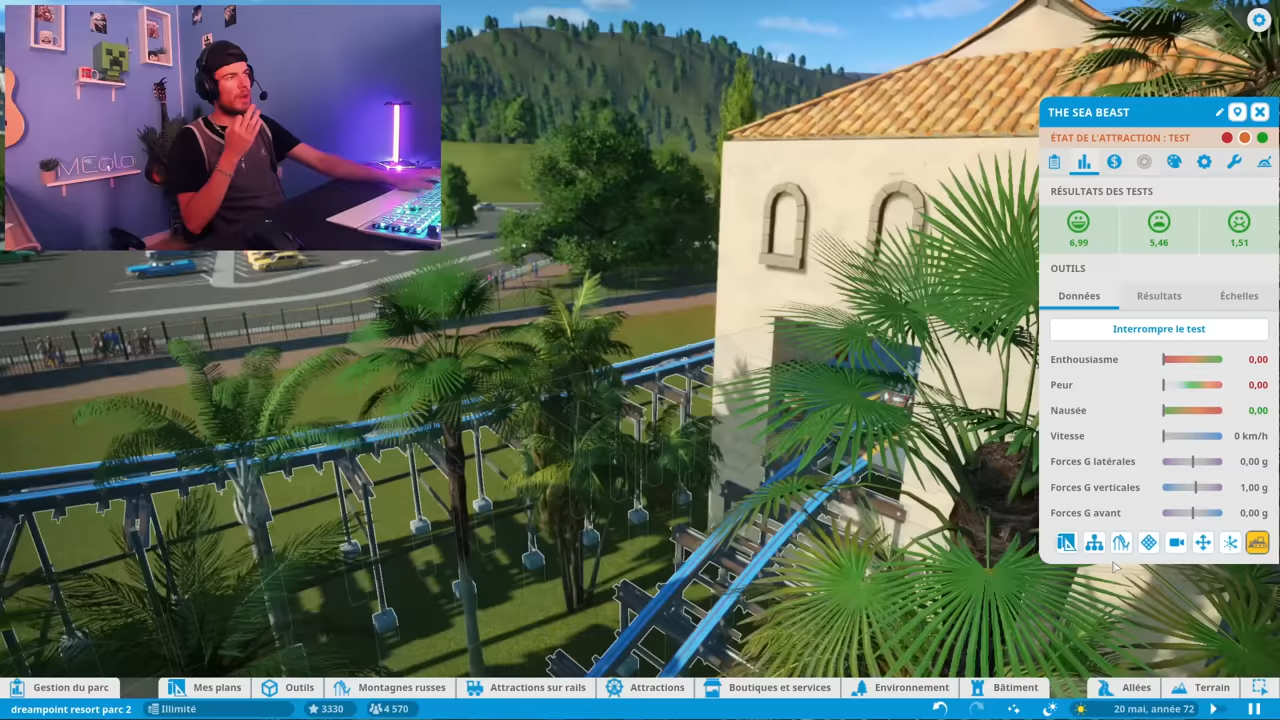 MEolo
THE SEA BEAST
ÉTAT DE L'ATTRACTION : TEST
RÉSULTATS DES TESTS
6,99 5,46 1,51
OUTILS
Données Résultats Échelles
Interrompre le test
Enthousiasme 0,00
Peur 0,00
Nausée 0,00
Vitesse 0 km/h
Forces G latérales 0,00 g
Forces G verticales 1,00 g
Forces G avant 0,00 g
Gestion du parc Mes plans Outils Montagnes russes Attractions sur rails Attractions Boutiques et services Environnement Bâtiment Allées Terrain
dreampoint resort parc 2 Illimité 3330 4 570 20 mai, année 72